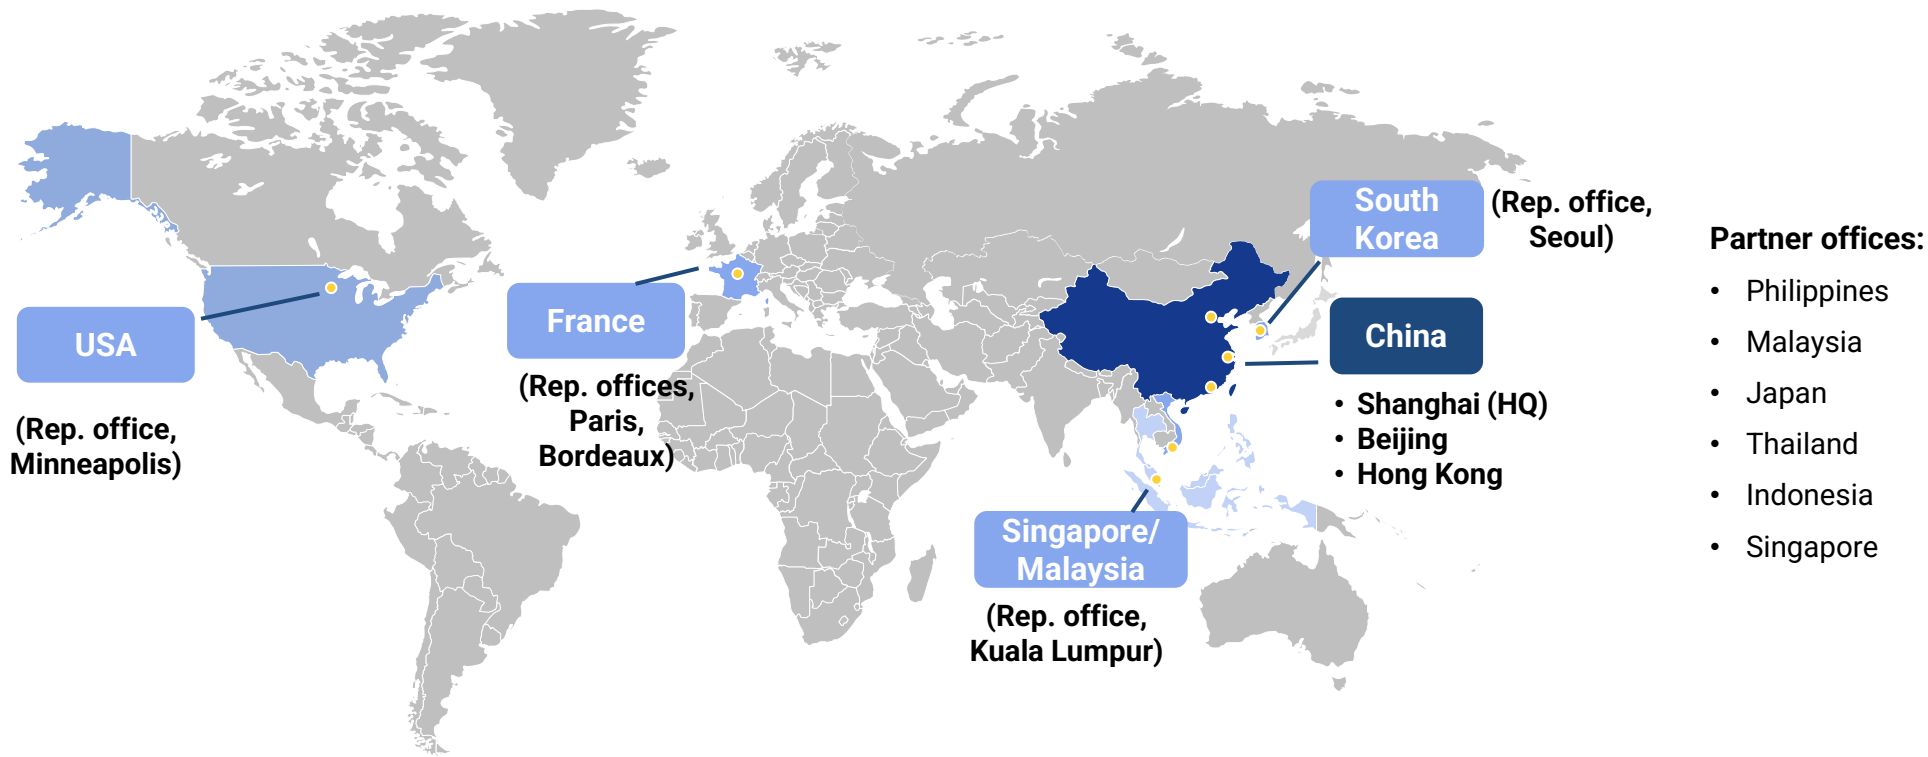 USA
(Rep. office,
Minneapolis)
France
(Rep. offices,
Paris,
Bordeaux)
South
Korea
(Rep. office,
Seoul)
China
• Shanghai (HQ)
• Beijing
• Hong Kong
Singapore/
Malaysia
(Rep. office,
Kuala Lumpur)
Partner offices:
• Philippines
• Malaysia
• Japan
• Thailand
• Indonesia
• Singapore